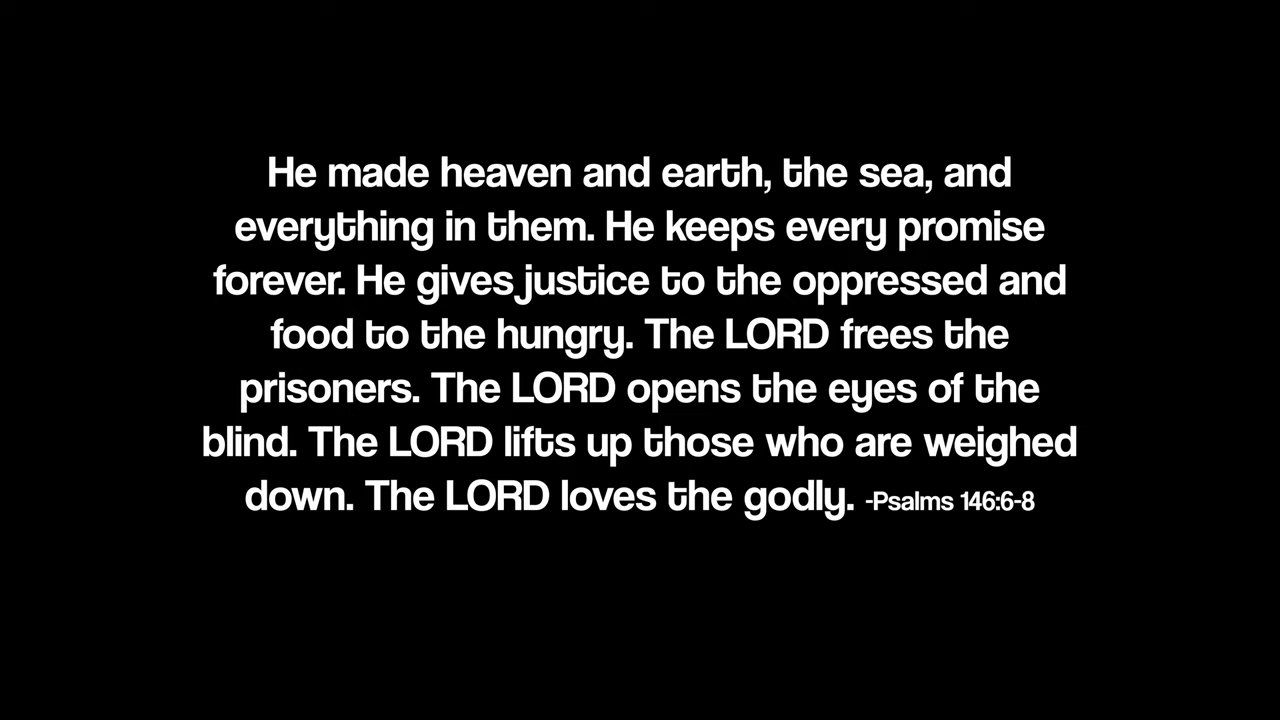 He made heaven and earth, the sea, and
everything in them. He keeps every promise
forever. He gives justice to the oppressed and
food to the hungry. The LORD frees the
prisoners. The LORD opens the eyes of the
blind. The LORD lifts up those who are weighed
down. The LORD loves the godly. -Psalms 146:6-8